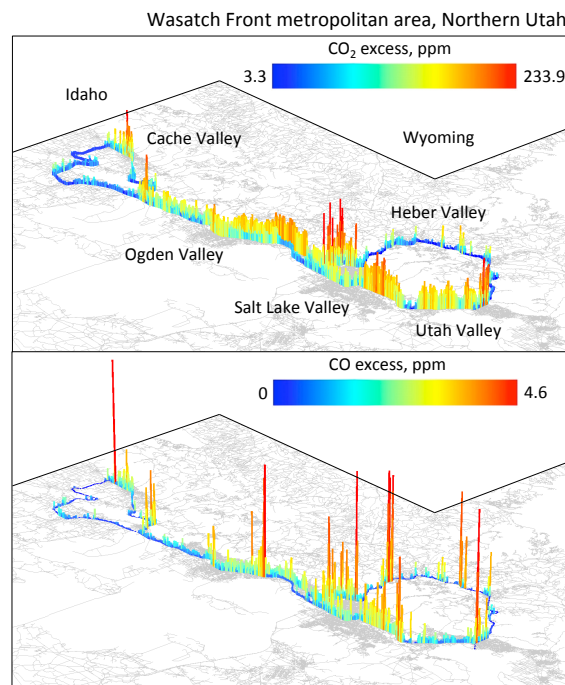 Wasatch Front metropolitan area, Northern Utah
CO₂ excess, ppm
3.3
233.9
Idaho
Cache Valley
Wyoming
Heber Valley
Ogden Valley
Salt Lake Valley
Utah Valley
CO excess, ppm
0
4.6